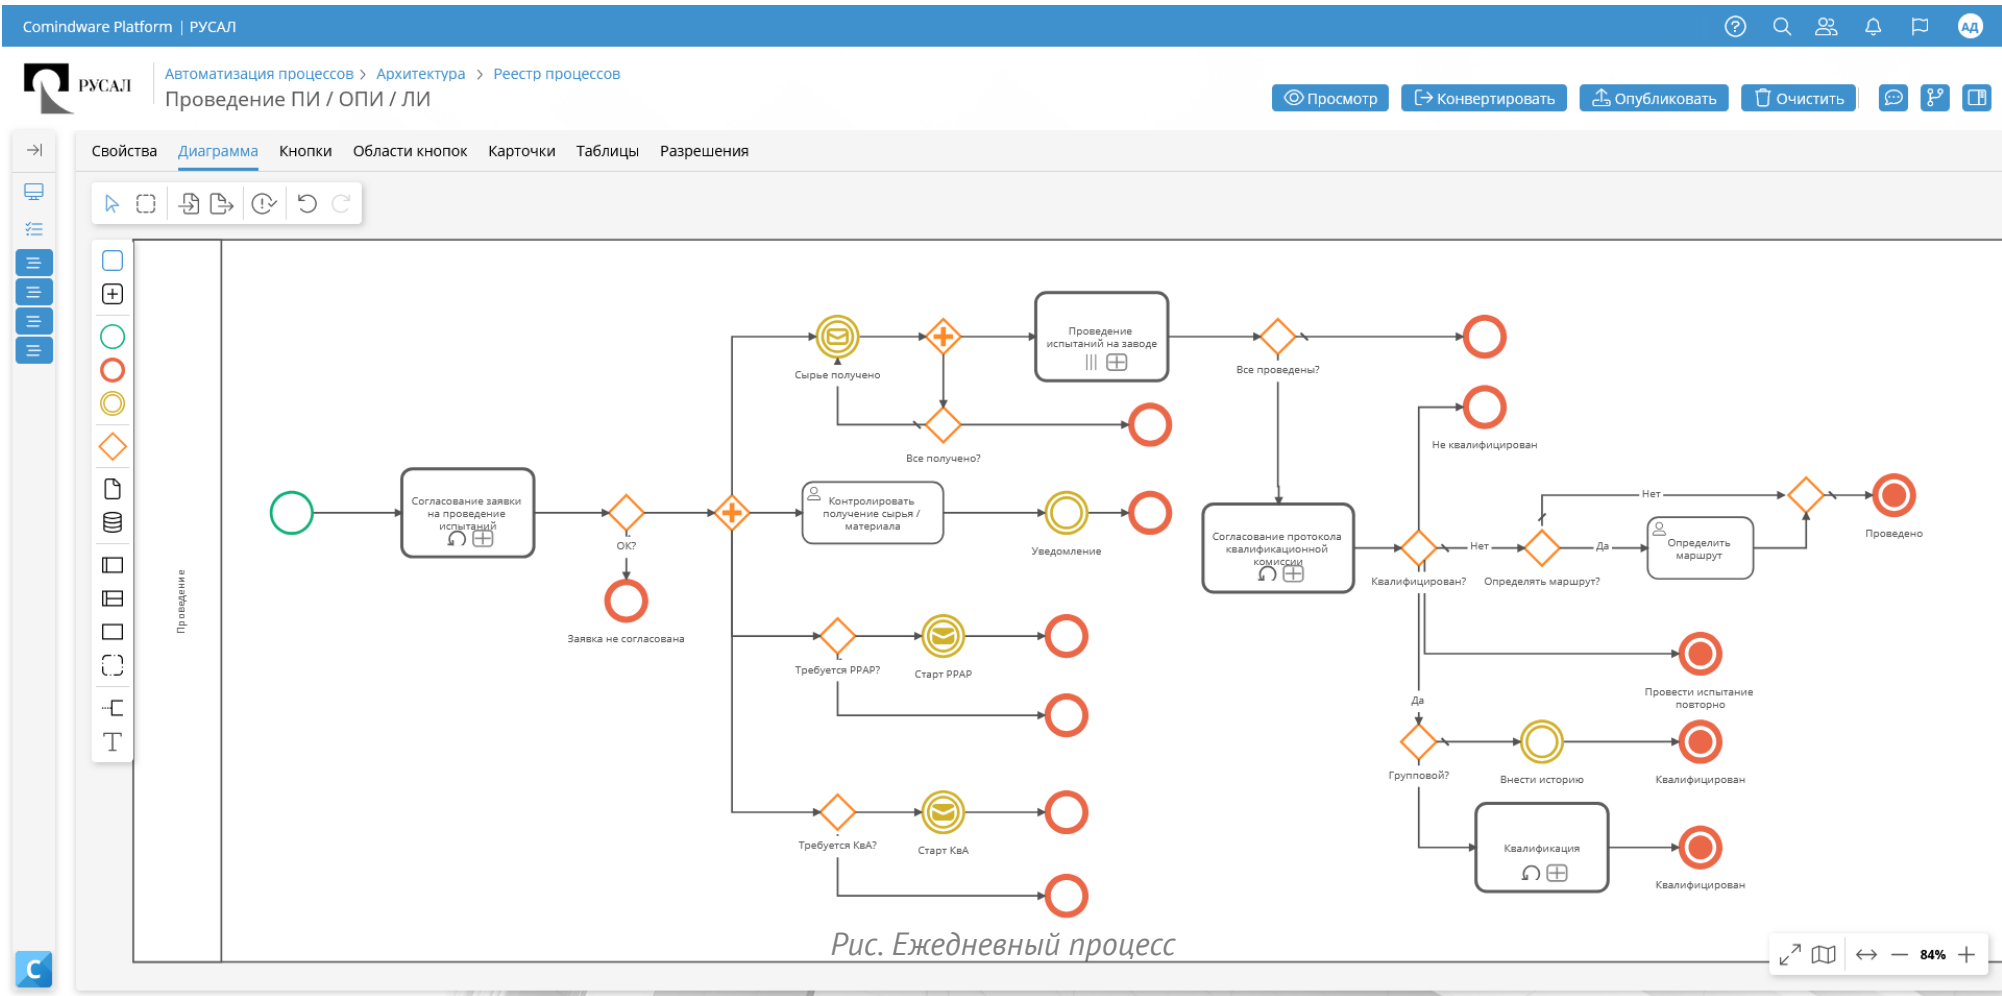 Comindware Platform | РУСАЛ
АД
РУСАЛ
Автоматизация процессов > Архитектура > Реестр процессов
Проведение ПИ / ОПИ / ЛИ
Просмотр
Конвертировать
Опубликовать
Очистить
Свойства
Диаграмма
Кнопки
Области кнопок
Карточки
Таблицы
Разрешения
Проведение
Согласование заявки
на проведение
испытаний
ОК?
Заявка не согласована
Сырье получено
Все получено?
Проведение
испытаний на заводе
Все проведены?
Контролировать
получение сырья /
материала
Уведомление
Требуется PPAP?
Старт PPAP
Требуется КвА?
Старт КвА
Согласование протокола
квалификационной
комиссии
Квалифицирован?
Не квалифицирован
Нет
Определять маршрут?
Нет
Да
Определить
маршрут
Проведено
Провести испытание
повторно
Да
Групповой?
Внести историю
Квалифицирован
Квалификация
Квалифицирован
Рис. Ежедневный процесс
84%
C
T